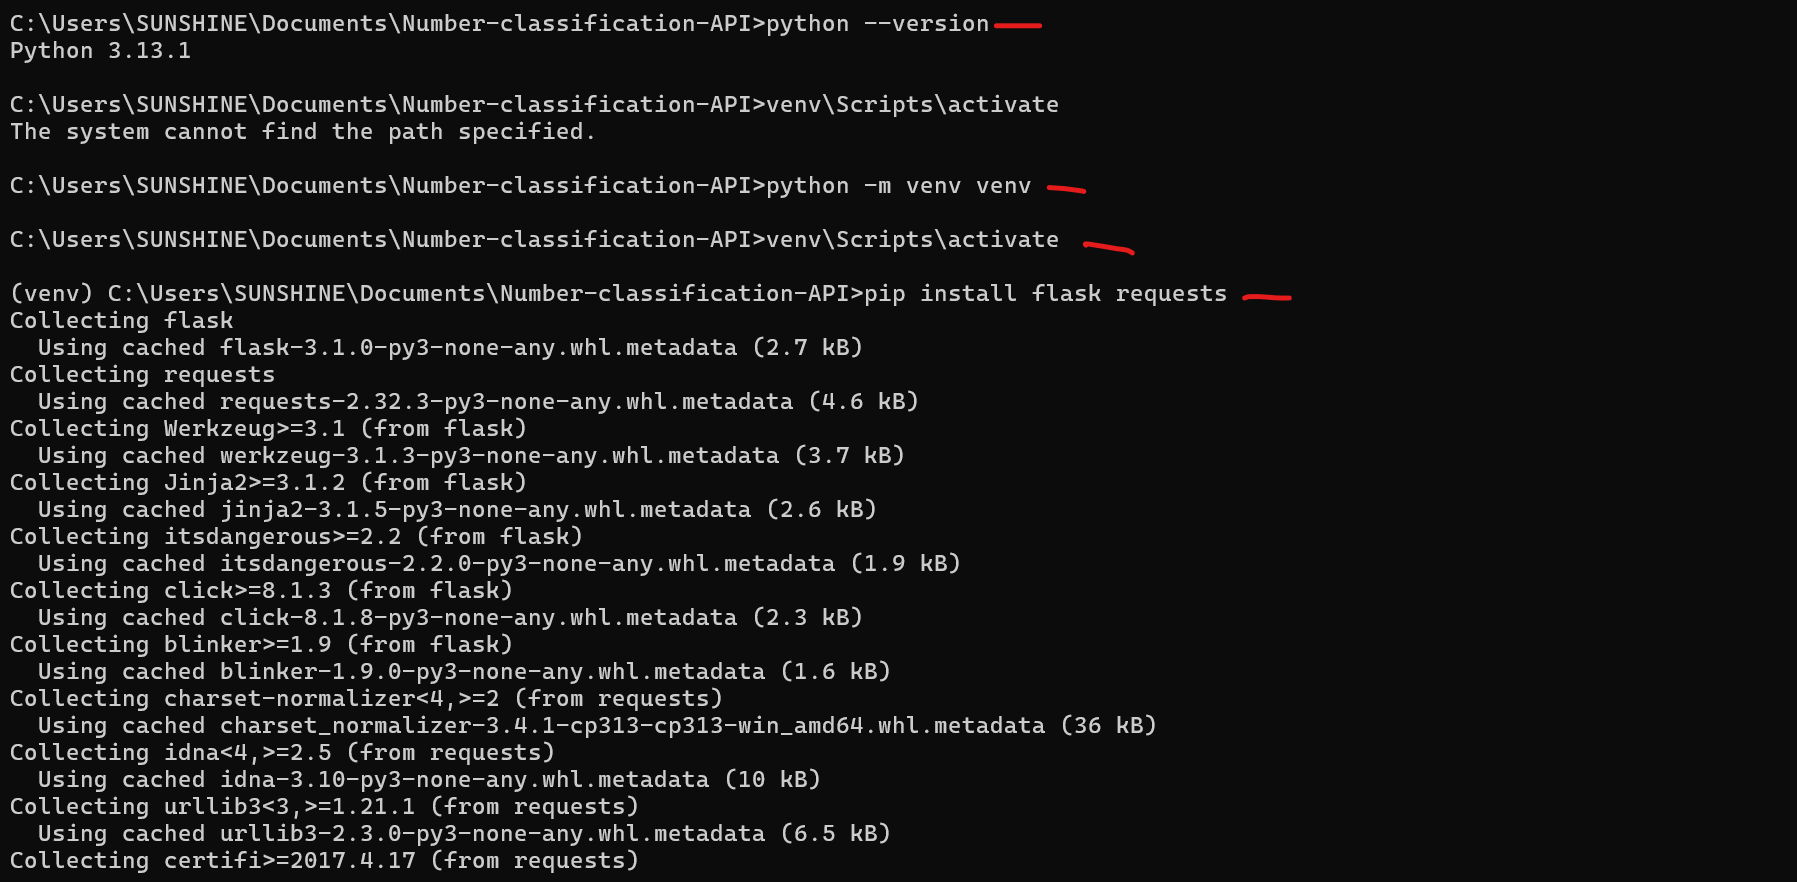 C:\Users\SUNSHINE\Documents\Number-classification-API>python --version
Python 3.13.1
C:\Users\SUNSHINE\Documents\Number-classification-API>venv\Scripts\activate
The system cannot find the path specified.
C:\Users\SUNSHINE\Documents\Number-classification-API>python -m venv venv
C:\Users\SUNSHINE\Documents\Number-classification-API>venv\Scripts\activate
(venv) C:\Users\SUNSHINE\Documents\Number-classification-API>pip install flask requests
Collecting flask
  Using cached flask-3.1.0-py3-none-any.whl.metadata (2.7 kB)
Collecting requests
  Using cached requests-2.32.3-py3-none-any.whl.metadata (4.6 kB)
Collecting Werkzeug>=3.1 (from flask)
  Using cached werkzeug-3.1.3-py3-none-any.whl.metadata (3.7 kB)
Collecting Jinja2>=3.1.2 (from flask)
  Using cached jinja2-3.1.5-py3-none-any.whl.metadata (2.6 kB)
Collecting itsdangerous>=2.2 (from flask)
  Using cached itsdangerous-2.2.0-py3-none-any.whl.metadata (1.9 kB)
Collecting click>=8.1.3 (from flask)
  Using cached click-8.1.8-py3-none-any.whl.metadata (2.3 kB)
Collecting blinker>=1.9 (from flask)
  Using cached blinker-1.9.0-py3-none-any.whl.metadata (1.6 kB)
Collecting charset-normalizer<4,>=2 (from requests)
  Using cached charset_normalizer-3.4.1-cp313-cp313-win_amd64.whl.metadata (36 kB)
Collecting idna<4,>=2.5 (from requests)
  Using cached idna-3.10-py3-none-any.whl.metadata (10 kB)
Collecting urllib3<3,>=1.21.1 (from requests)
  Using cached urllib3-2.3.0-py3-none-any.whl.metadata (6.5 kB)
Collecting certifi>=2017.4.17 (from requests)